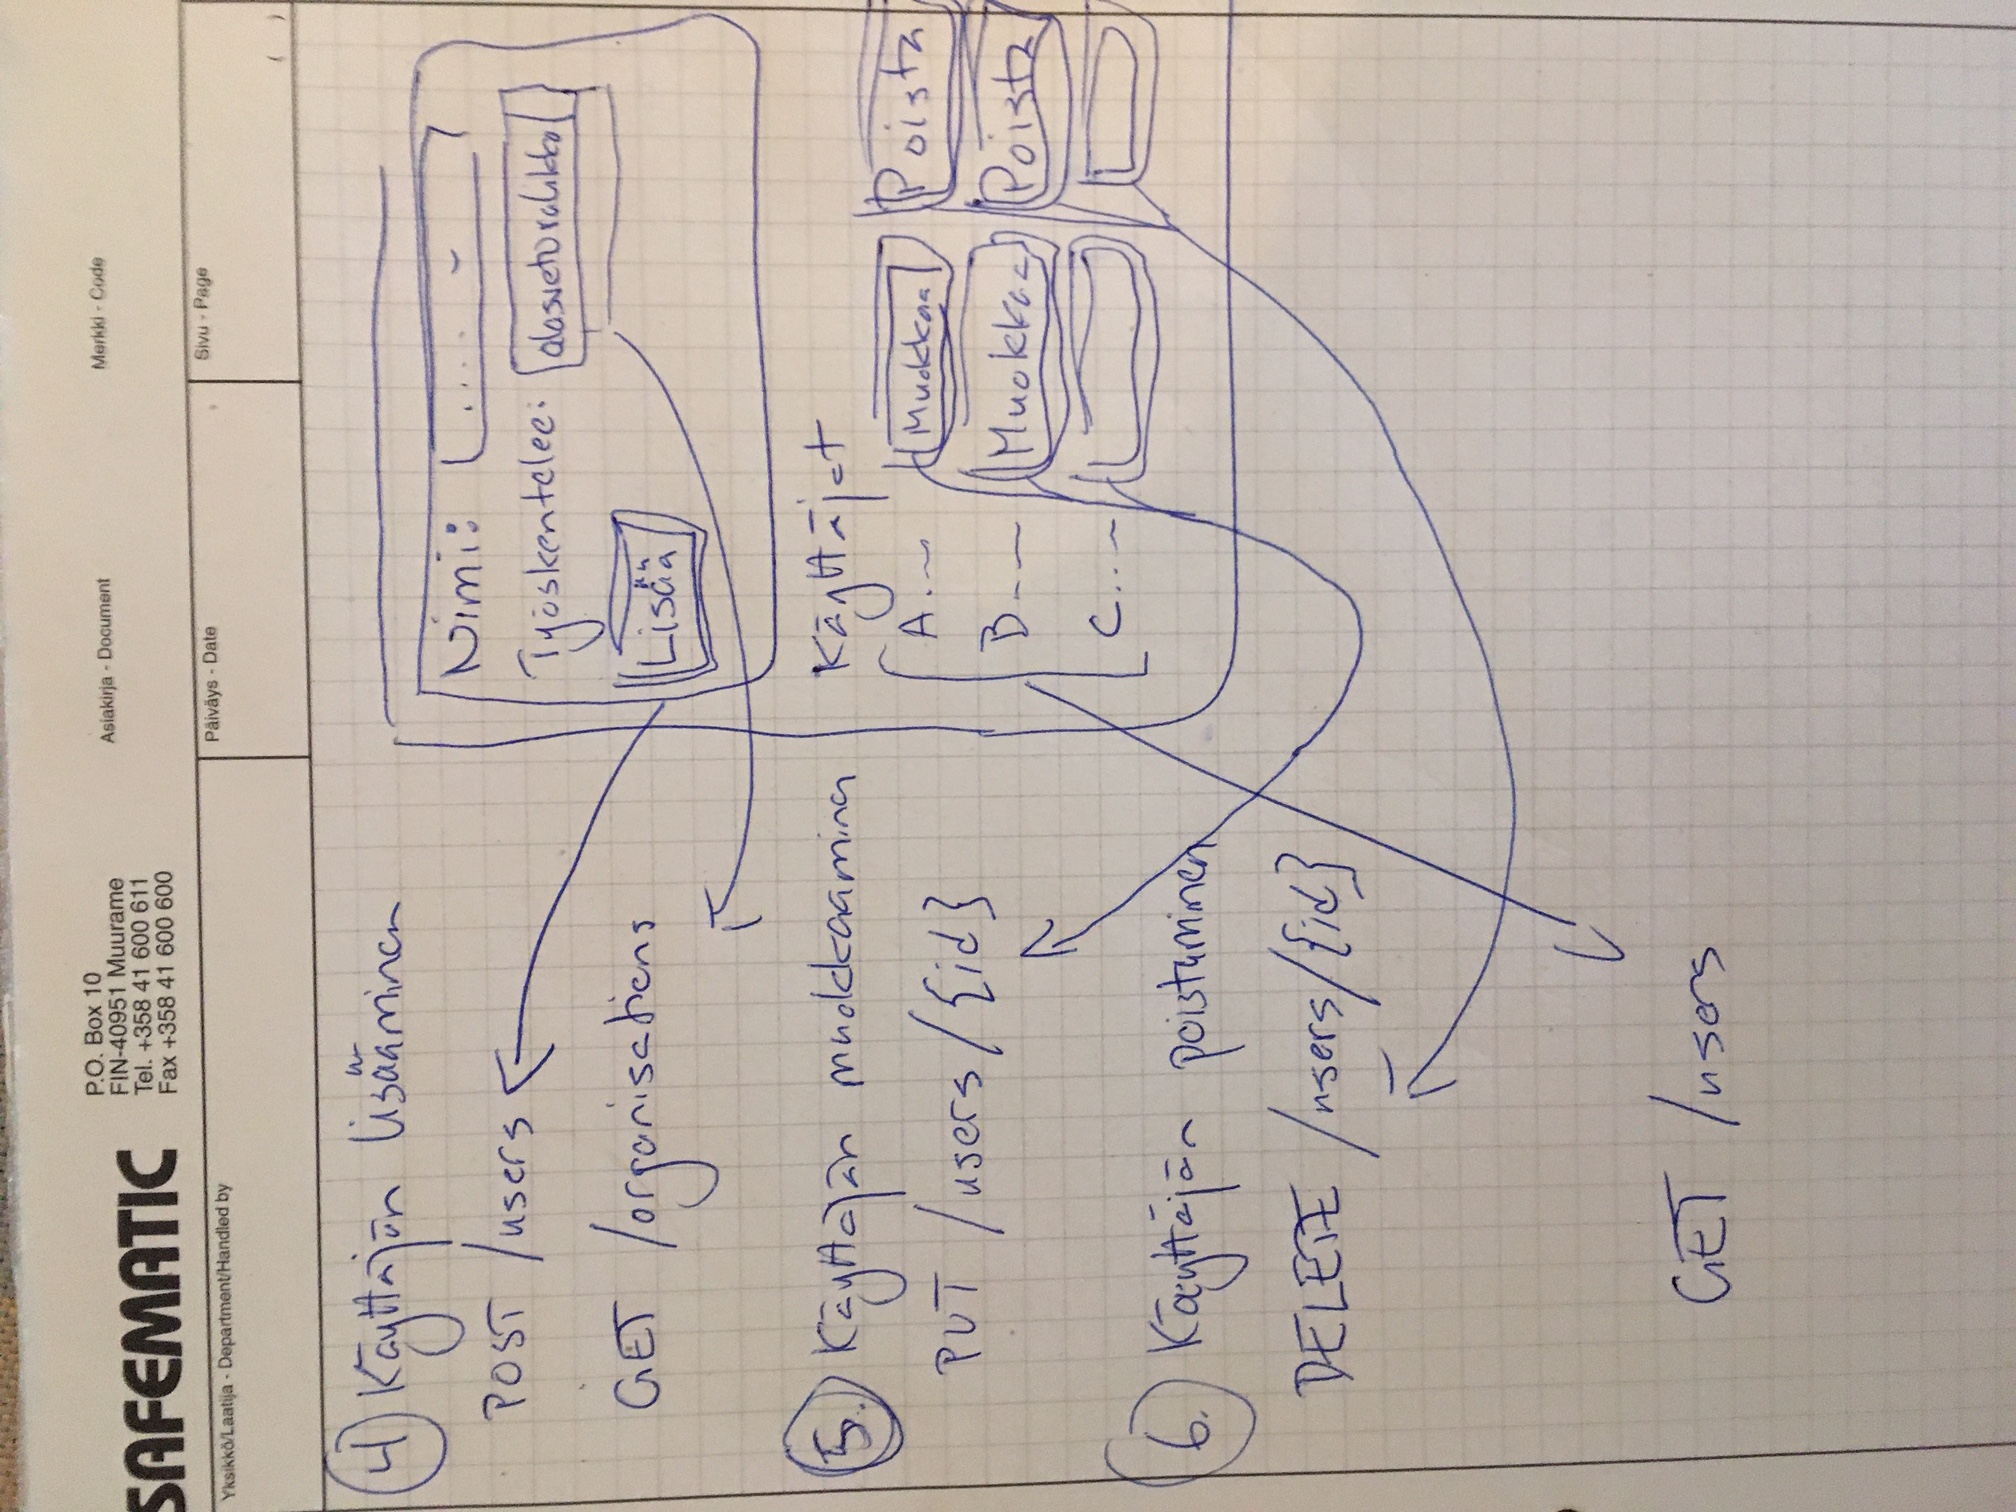 SAFEMATIC
P.O. Box 10
FIN-40951 Muurame
Tel. +358 41 600 611
Fax +358 41 600 600
Asiakirja - Document
Merkki - Code
Yksikkö/Laatija - Department/Handled by
Päiväys - Date
Sivu - Page
( )
4 Käyttäjän lisääminen
POST /users
GET /organisations
Nimi: ....
Työskentelee: alasvetovalikko
Lisää
5. Käyttäjän muokkaaminen
PUT /users/{id}
Käyttäjät
A. Muokkaa Poista
B Muokkaa Poista
C..
6. Käyttäjän poistaminen
DELETE /users/{id}
GET /users